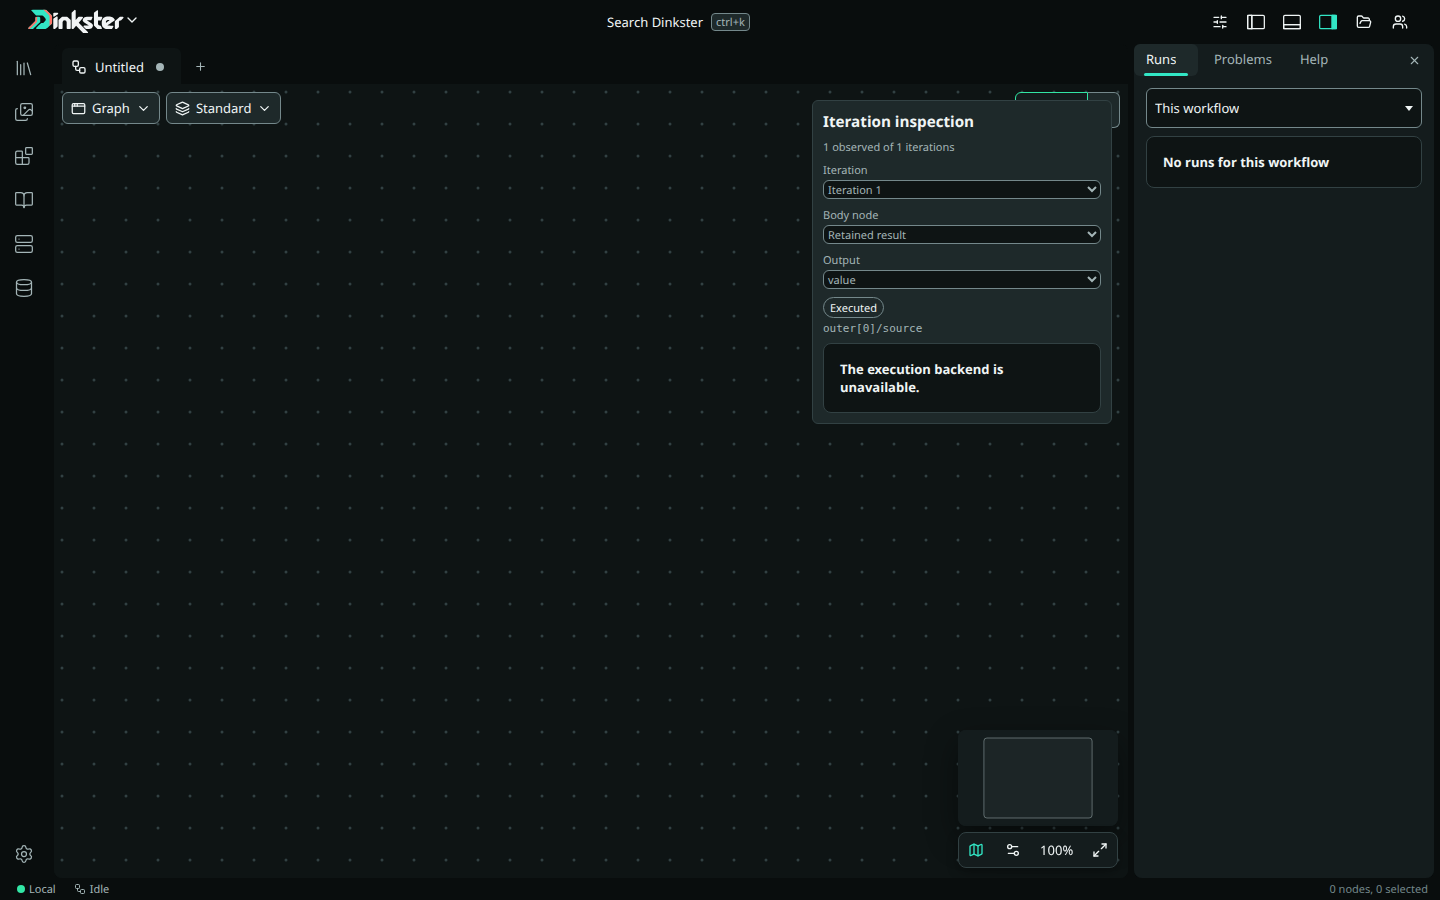 Dinkster
Search Dinkster ctrl+k
Untitled
Graph
Standard
Iteration inspection
1 observed of 1 iterations
Iteration
Iteration 1
Body node
Retained result
Output
value
Executed
outer[0]/source
The execution backend is
unavailable.
100%
Runs Problems Help
This workflow
No runs for this workflow
Local Idle
0 nodes, 0 selected